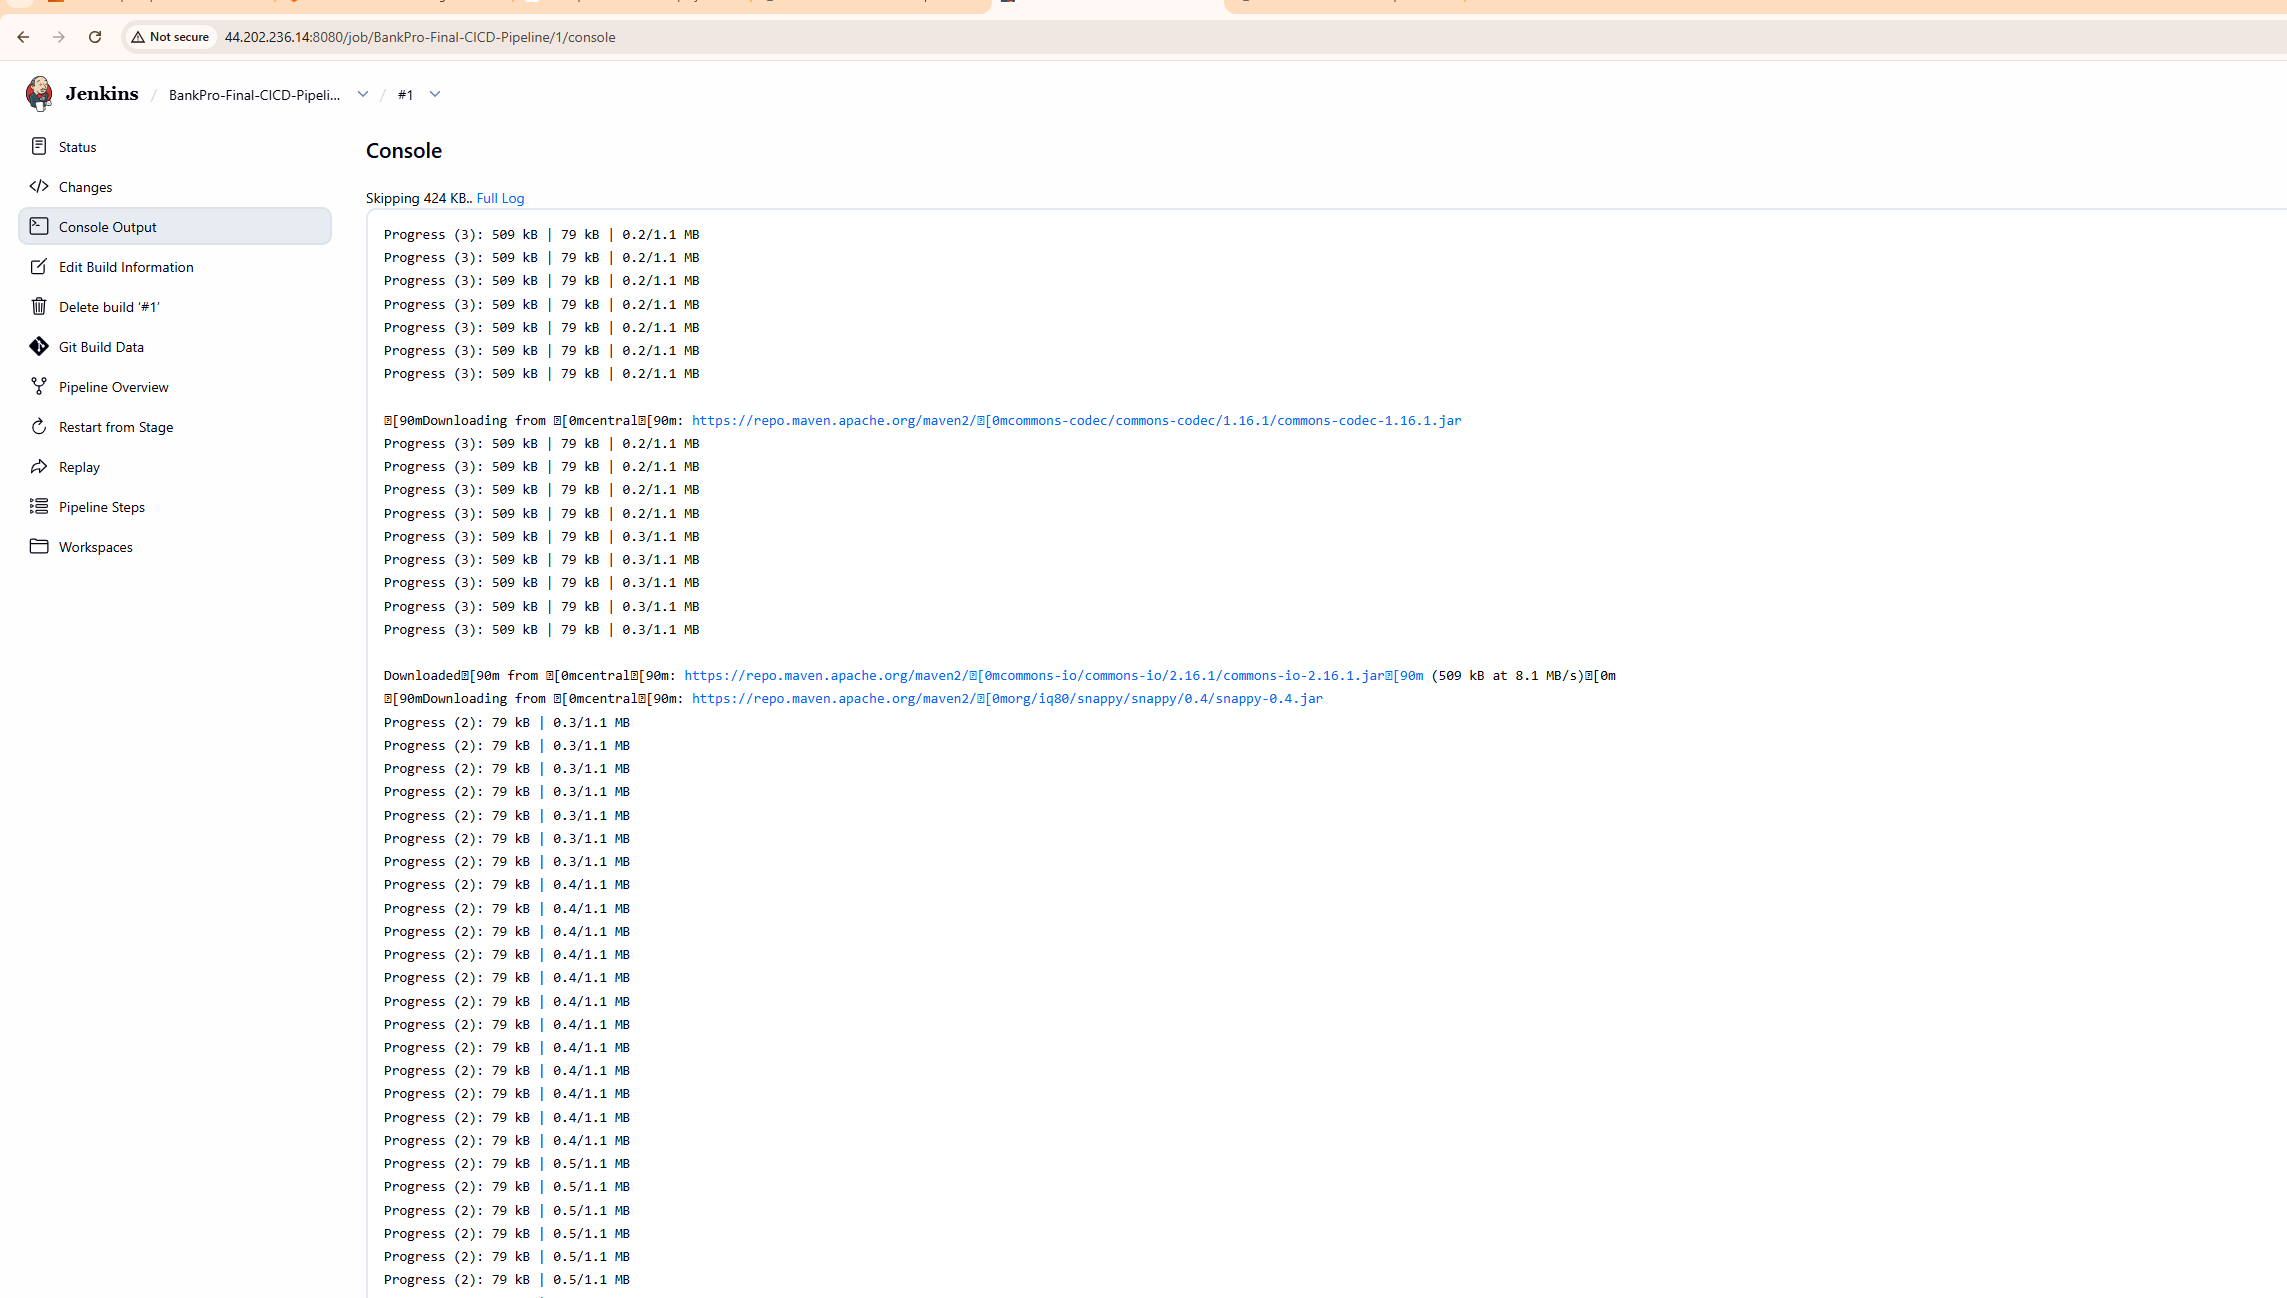 Not secure 44.202.236.14:8080/job/BankPro-Final-CICD-Pipeline/1/console
Jenkins / BankPro-Final-CICD-Pipeli... / #1
Status
Changes
Console Output
Edit Build Information
Delete build '#1'
Git Build Data
Pipeline Overview
Restart from Stage
Replay
Pipeline Steps
Workspaces
Console
Skipping 424 KB.. Full Log
Progress (3): 509 kB | 79 kB | 0.2/1.1 MB
Progress (3): 509 kB | 79 kB | 0.2/1.1 MB
Progress (3): 509 kB | 79 kB | 0.2/1.1 MB
Progress (3): 509 kB | 79 kB | 0.2/1.1 MB
Progress (3): 509 kB | 79 kB | 0.2/1.1 MB
Progress (3): 509 kB | 79 kB | 0.2/1.1 MB
Progress (3): 509 kB | 79 kB | 0.2/1.1 MB
[90mDownloading from [0mcentral[90m: https://repo.maven.apache.org/maven2/[0mcommons-codec/commons-codec/1.16.1/commons-codec-1.16.1.jar
Progress (3): 509 kB | 79 kB | 0.2/1.1 MB
Progress (3): 509 kB | 79 kB | 0.2/1.1 MB
Progress (3): 509 kB | 79 kB | 0.2/1.1 MB
Progress (3): 509 kB | 79 kB | 0.2/1.1 MB
Progress (3): 509 kB | 79 kB | 0.3/1.1 MB
Progress (3): 509 kB | 79 kB | 0.3/1.1 MB
Progress (3): 509 kB | 79 kB | 0.3/1.1 MB
Progress (3): 509 kB | 79 kB | 0.3/1.1 MB
Progress (3): 509 kB | 79 kB | 0.3/1.1 MB
Downloaded[90m from [0mcentral[90m: https://repo.maven.apache.org/maven2/[0mcommons-io/commons-io/2.16.1/commons-io-2.16.1.jar[90m (509 kB at 8.1 MB/s)[0m
[90mDownloading from [0mcentral[90m: https://repo.maven.apache.org/maven2/[0morg/iq80/snappy/snappy/0.4/snappy-0.4.jar
Progress (2): 79 kB | 0.3/1.1 MB
Progress (2): 79 kB | 0.3/1.1 MB
Progress (2): 79 kB | 0.3/1.1 MB
Progress (2): 79 kB | 0.3/1.1 MB
Progress (2): 79 kB | 0.3/1.1 MB
Progress (2): 79 kB | 0.3/1.1 MB
Progress (2): 79 kB | 0.3/1.1 MB
Progress (2): 79 kB | 0.4/1.1 MB
Progress (2): 79 kB | 0.4/1.1 MB
Progress (2): 79 kB | 0.4/1.1 MB
Progress (2): 79 kB | 0.4/1.1 MB
Progress (2): 79 kB | 0.4/1.1 MB
Progress (2): 79 kB | 0.4/1.1 MB
Progress (2): 79 kB | 0.4/1.1 MB
Progress (2): 79 kB | 0.4/1.1 MB
Progress (2): 79 kB | 0.4/1.1 MB
Progress (2): 79 kB | 0.4/1.1 MB
Progress (2): 79 kB | 0.4/1.1 MB
Progress (2): 79 kB | 0.4/1.1 MB
Progress (2): 79 kB | 0.5/1.1 MB
Progress (2): 79 kB | 0.5/1.1 MB
Progress (2): 79 kB | 0.5/1.1 MB
Progress (2): 79 kB | 0.5/1.1 MB
Progress (2): 79 kB | 0.5/1.1 MB
Progress (2): 79 kB | 0.5/1.1 MB